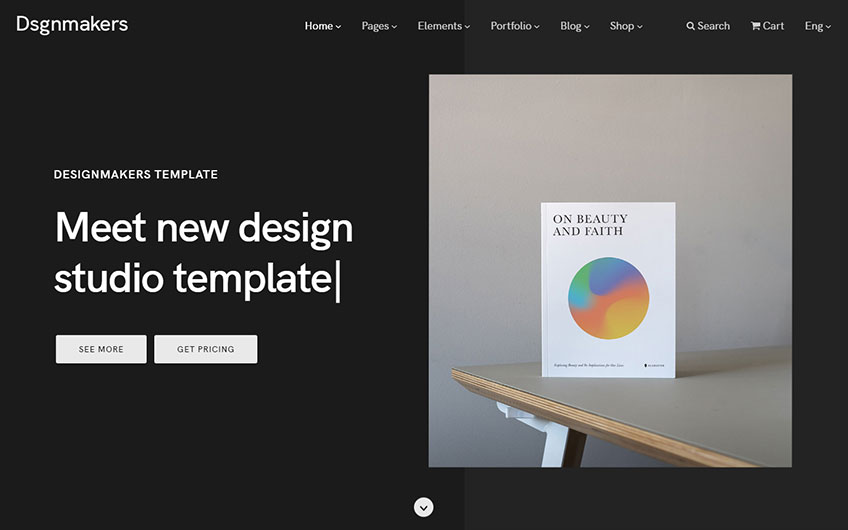 Dsgnmakers
Home Pages Elements Portfolio Blog Shop Search Cart Eng
DESIGNMAKERS TEMPLATE
Meet new design
studio template|
SEE MORE GET PRICING
ON BEAUTY
AND FAITH